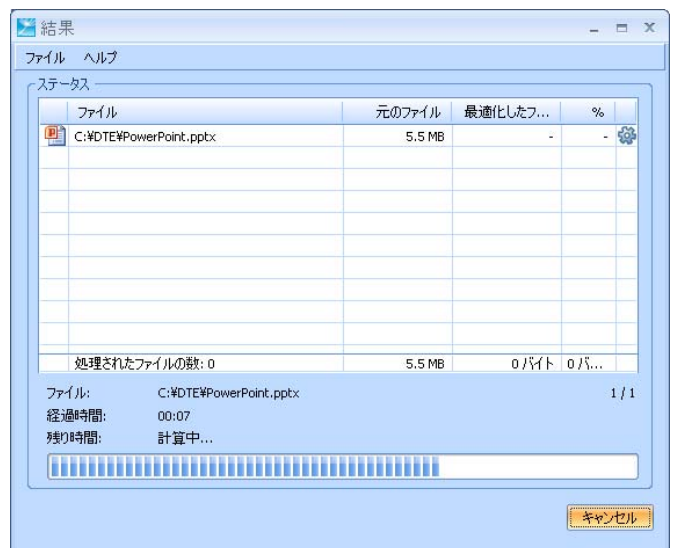 結果
ファイル ヘルプ
ステータス
ファイル 元のファイル 最適化したフ... %
C:¥DTE¥PowerPoint.pptx 5.5 MB - -
処理されたファイルの数: 0 5.5 MB 0 バイト 0 バ...
ファイル: C:¥DTE¥PowerPoint.pptx 1 / 1
経過時間: 00:07
残り時間: 計算中...
キャンセル